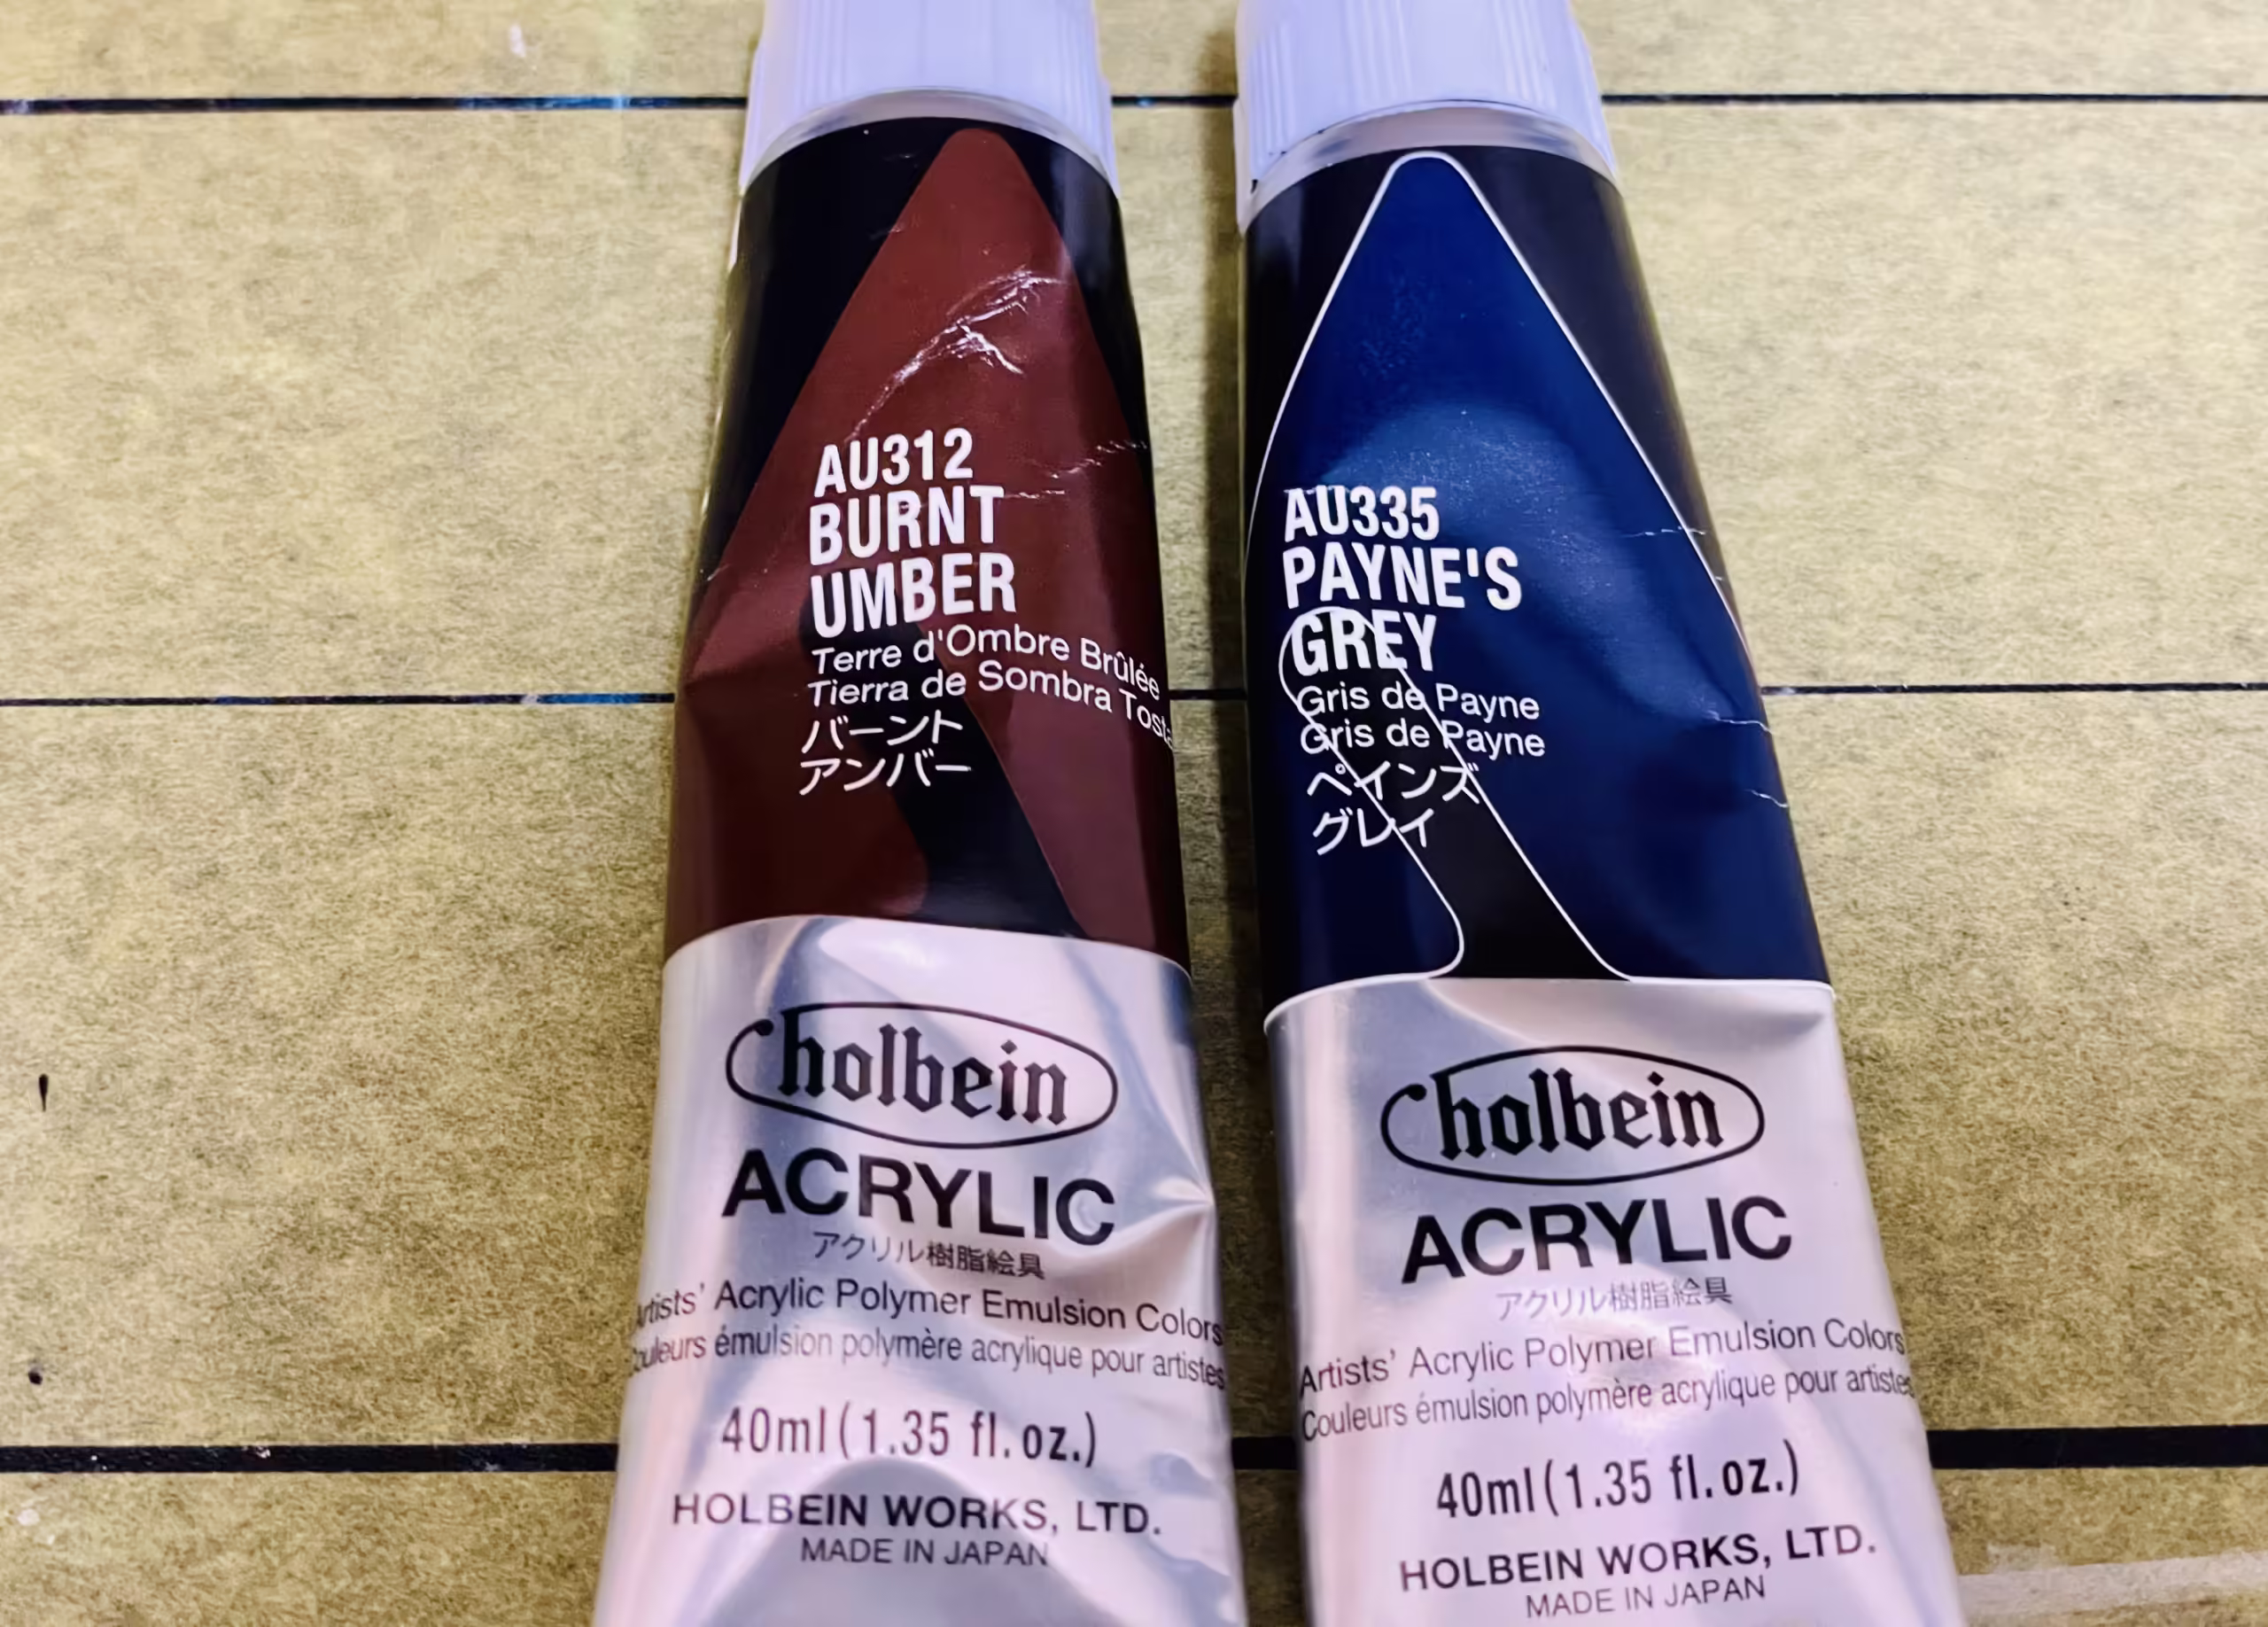 AU312
BURNT
UMBER
Terre d'Ombre Brûlée
Tierra de Sombra
バーント
アンバー
holbein
ACRYLIC
アクリル樹脂絵具
Artists' Acrylic Polymer Emulsion Colors
Couleurs émulsion polymère acrylique pour artistes
40ml (1.35 fl. oz.)
HOLBEIN WORKS, LTD.
MADE IN JAPAN
AU335
PAYNE'S
GREY
Gris de Payne
Gris de Payne
ペインズ
グレイ
holbein
ACRYLIC
アクリル樹脂絵具
Artists' Acrylic Polymer Emulsion Colors
Couleurs émulsion polymère acrylique pour artistes
40ml (1.35 fl. oz.)
HOLBEIN WORKS, LTD.
MADE IN JAPAN